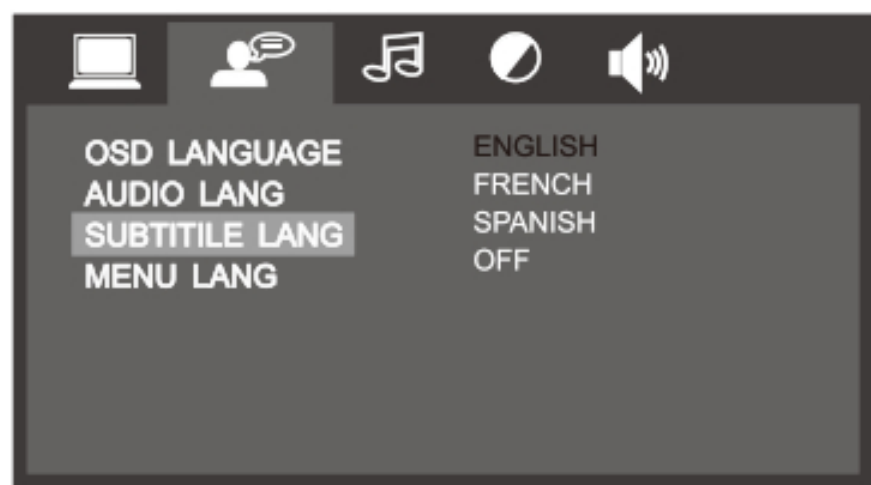 OSD LANGUAGE
AUDIO LANG
SUBTITILE LANG
MENU LANG
ENGLISH
FRENCH
SPANISH
OFF